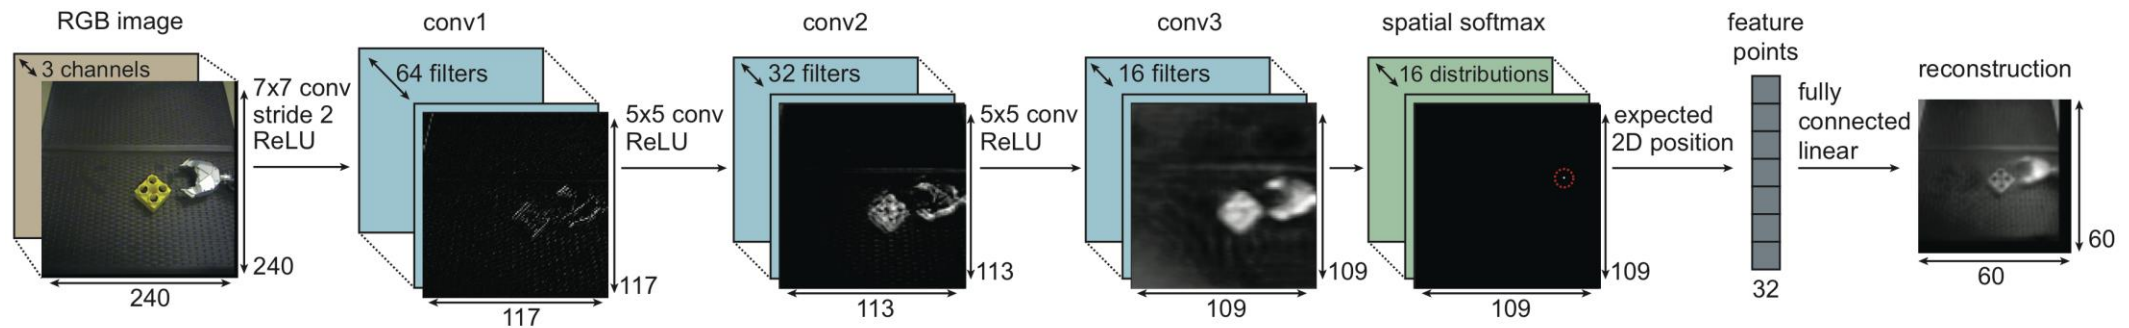 RGB image
3 channels
240
240
7x7 conv
stride 2
ReLU
conv1
64 filters
117
117
5x5 conv
ReLU
conv2
32 filters
113
113
5x5 conv
ReLU
conv3
16 filters
109
109
spatial softmax
16 distributions
109
109
expected
2D position
feature
points
32
fully
connected
linear
reconstruction
60
60